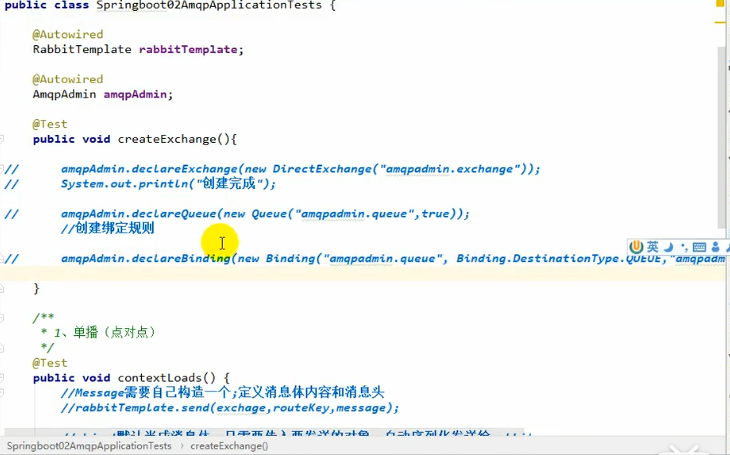 public class Springboot02AmqpApplicationTests {
@Autowired
RabbitTemplate rabbitTemplate;
@Autowired
AmqpAdmin amqpAdmin;
@Test
public void createExchange(){
// amqpAdmin.declareExchange(new DirectExchange("amqpadmin.exchange"));
// System.out.println("创建完成");
// amqpAdmin.declareQueue(new Queue("amqpadmin.queue",true));
//创建绑定规则
// amqpAdmin.declareBinding(new Binding("amqpadmin.queue", Binding.DestinationType.QUEUE,"amqpadm
}
/**
* 1、单播（点对点）
*/
@Test
public void contextLoads() {
//Message需要自己构造一个;定义消息体内容和消息头
//rabbitTemplate.send(exchage,routeKey,message);
Springboot02AmqpApplicationTests › createExchange()
英